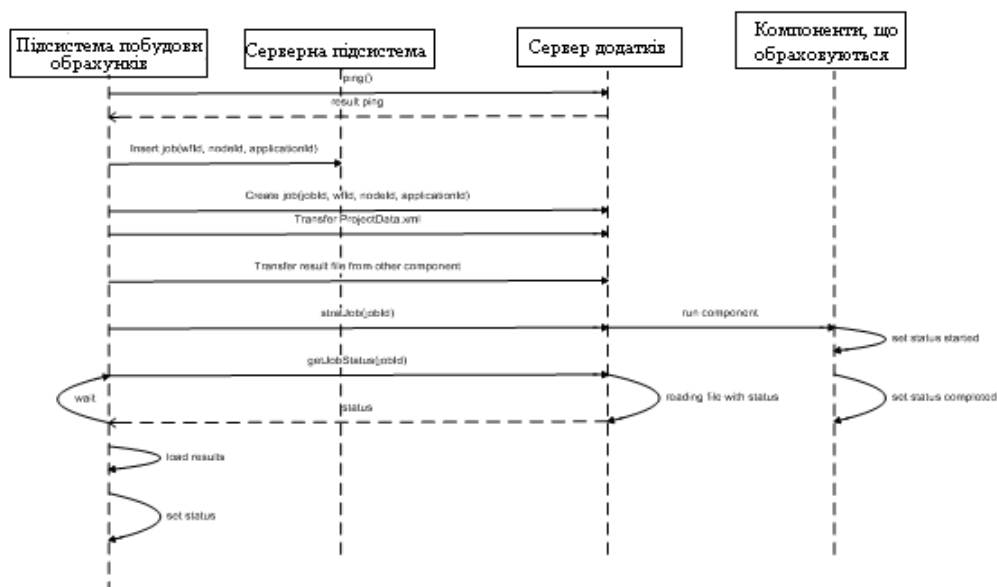 Підсистема побудови
обрахунків
Серверна підсистема
Сервер додатків
Компоненти, що
обраховуються
ping()
result ping
Insert job(wfId, nodeId, applicationId)
Create job(jobId, wfId, nodeId, applicationId)
Transfer ProjectData.xml
Transfer result file from other component
stratJob(jobId)
run component
set status started
getJobStatus(jobId)
wait
reading file with status
set status completed
status
load results
set status